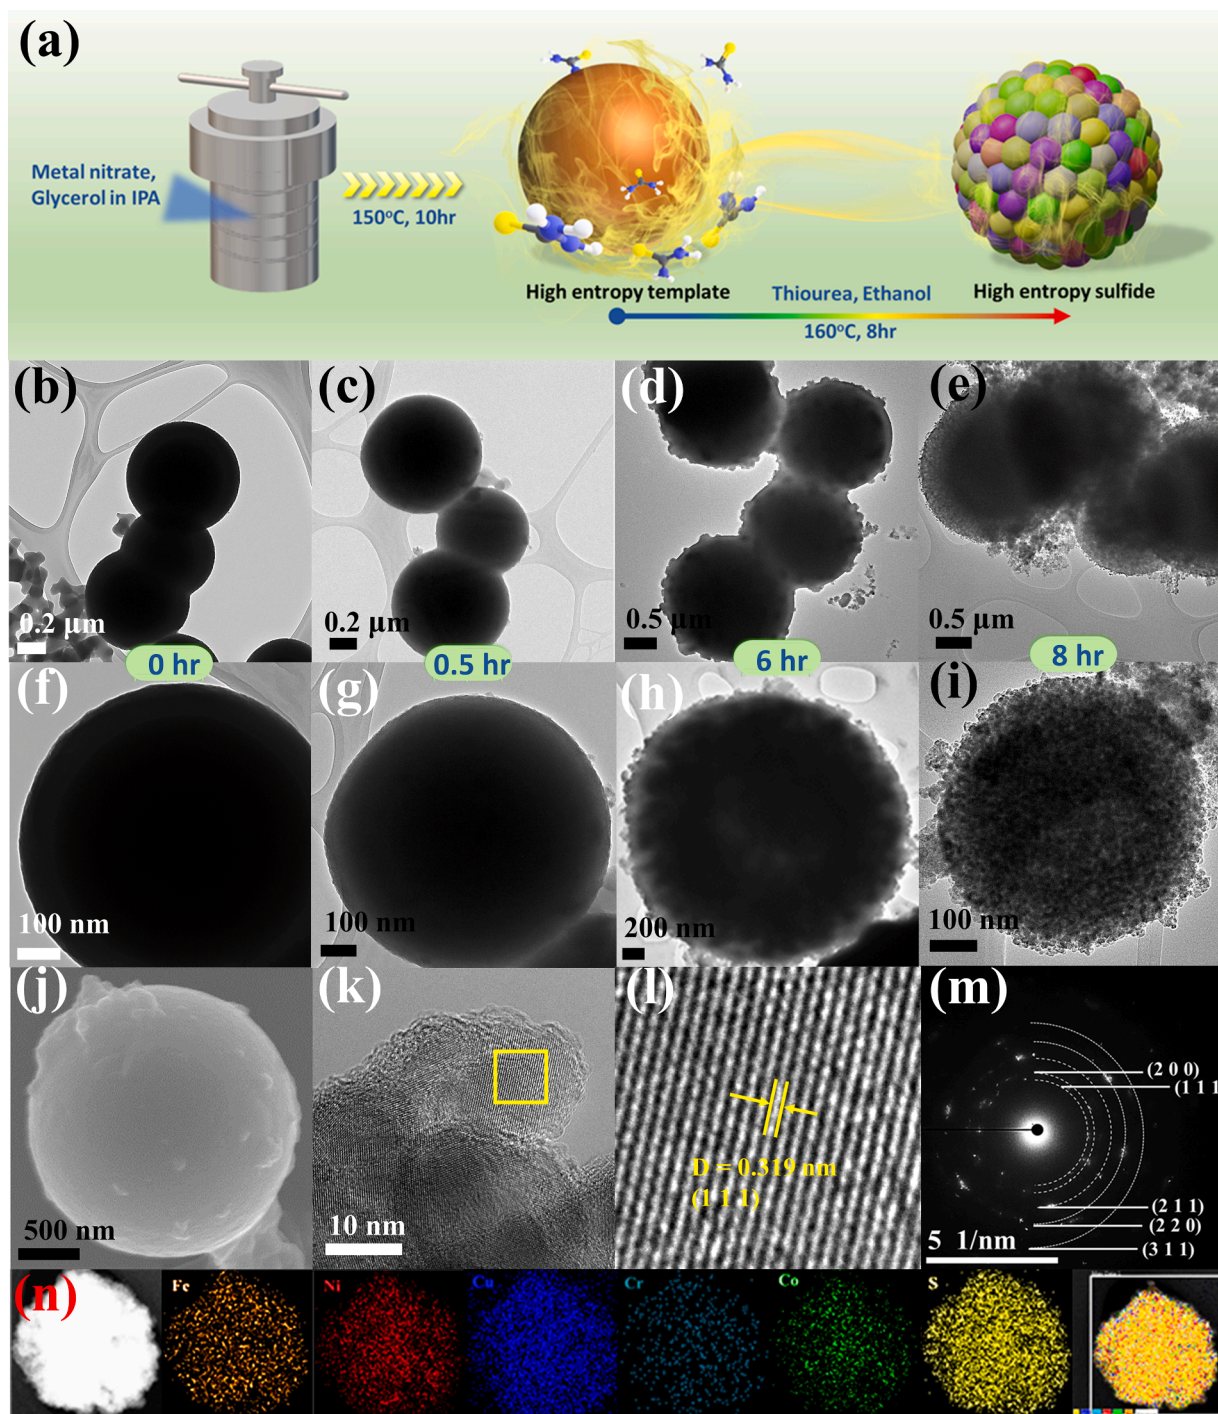 (a)
Metal nitrate,
Glycerol in IPA
150°C, 10hr
High entropy template
Thiourea, Ethanol
High entropy sulfide
160°C, 8hr
(b)
(c)
(d)
(e)
0.2 μm
0.2 μm
0.5 μm
0.5 μm
0 hr
0.5 hr
6 hr
8 hr
(f)
(g)
(h)
(i)
100 nm
100 nm
200 nm
100 nm
(j)
(k)
(l)
(m)
(2 0 0)
(1 1 1
D = 0.319 nm
(1 1 1)
(2 1 1)
(2 2 0)
(3 1 1)
500 nm
10 nm
5 1/nm
(n)
Fe
Ni
Cu
Cr
Co
S